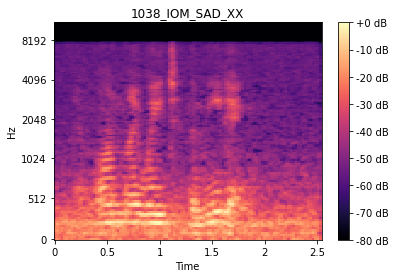 1038_IOM_SAD_XX
+0 dB
8192
-10 dB
4096
-20 dB
-30 dB
2048
-40 dB
Hz
1024
-50 dB
512
-60 dB
-70 dB
0
-80 dB
0 0.5 1 1.5 2 2.5
Time